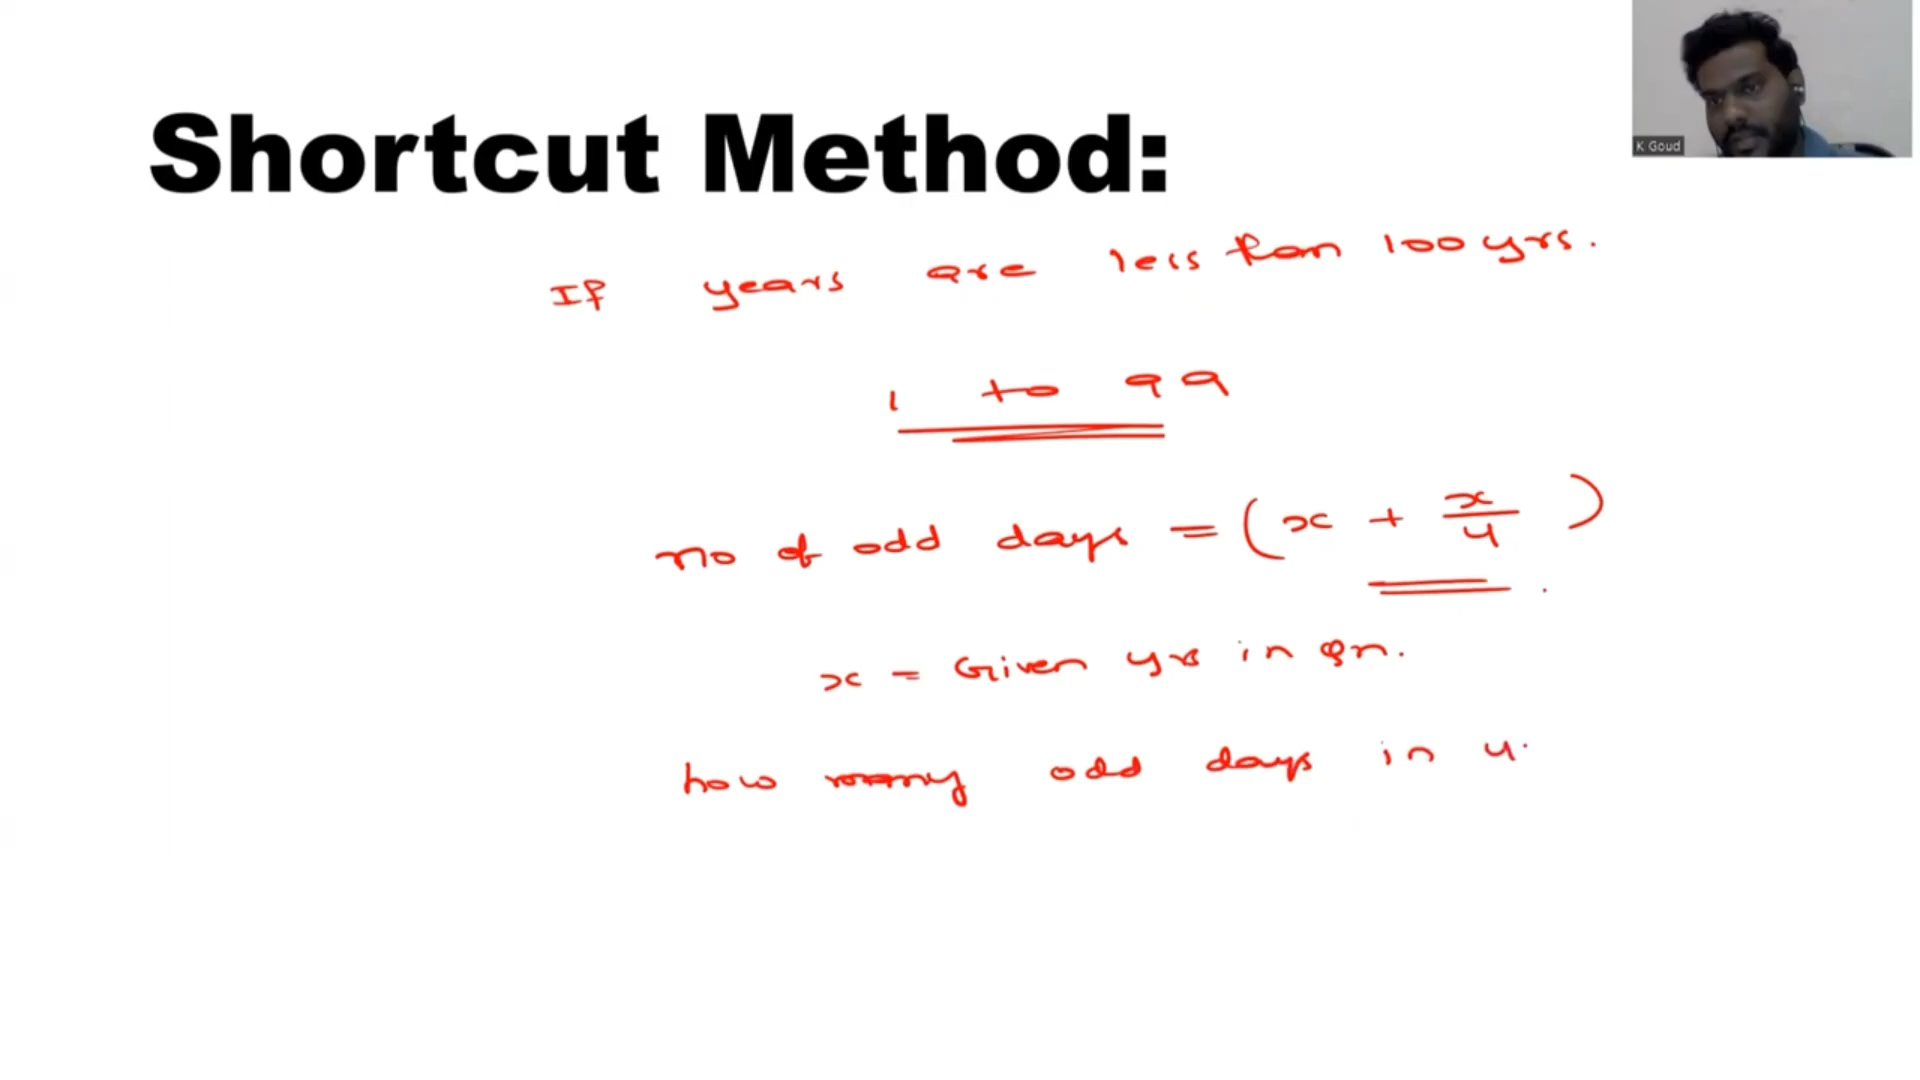 K Goud
Shortcut Method:
If years are less than 100 yrs.
1 to 99
no of odd days = (x + x/4)
x = Given yrs in Qn.
how many odd days in 4.